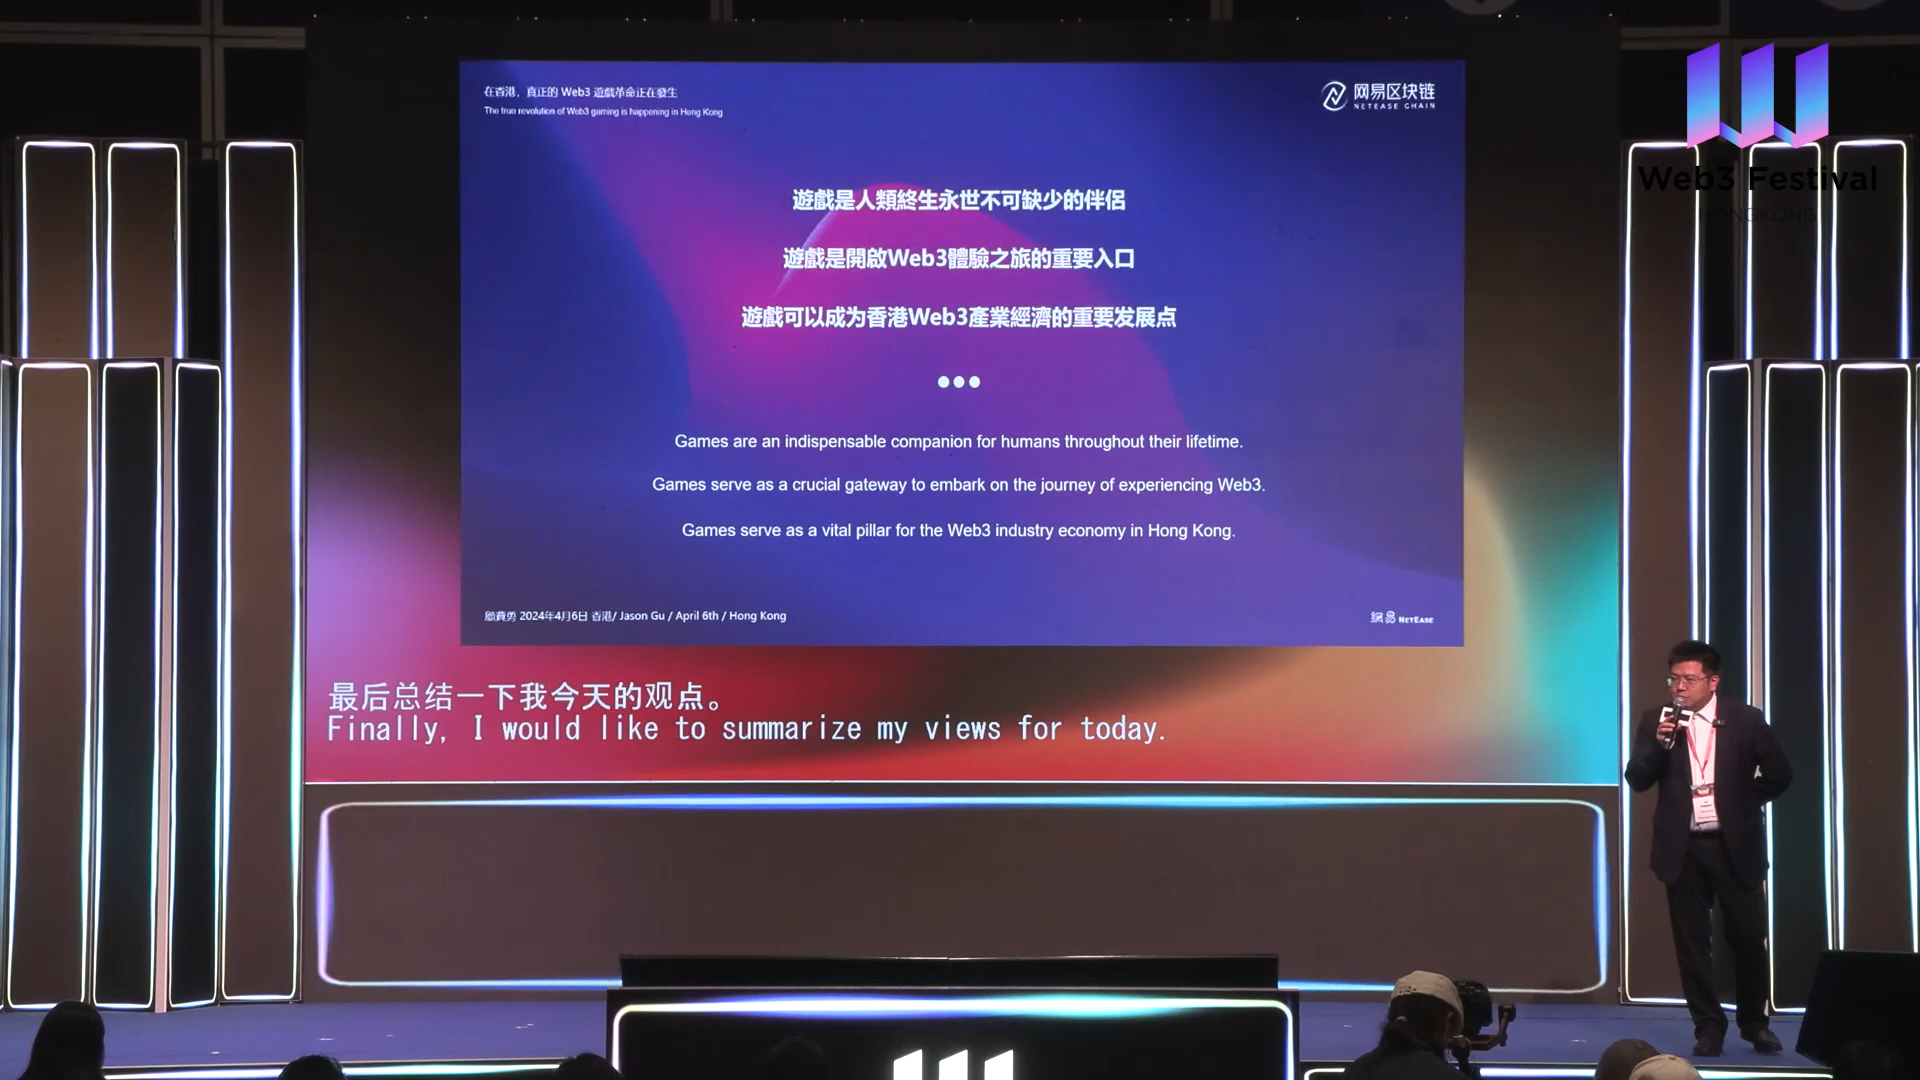 在香港，真正的 Web3 遊戲革命正在發生
The true revolution of Web3 gaming is happening in Hong Kong
网易区块链
NETEASE CHAIN
Web3 Festival
HONGKONG
遊戲是人類終生永世不可缺少的伴侶
遊戲是開啟Web3體驗之旅的重要入口
遊戲可以成为香港Web3產業經濟的重要发展点
Games are an indispensable companion for humans throughout their lifetime.
Games serve as a crucial gateway to embark on the journey of experiencing Web3.
Games serve as a vital pillar for the Web3 industry economy in Hong Kong.
顧費勇 2024年4月6日 香港/ Jason Gu / April 6th / Hong Kong
網易 NETEASE
最后总结一下我今天的观点。
Finally, I would like to summarize my views for today.